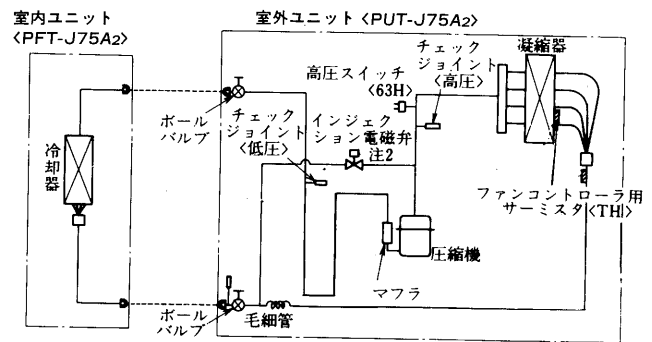 室内ユニット
<PFT-J75A2>
室外ユニット <PUT-J75A2>
チェック
ジョイント
<高圧>
凝縮器
高圧スイッチ
<63H>
ボール
バルブ
チェック
ジョイント
<低圧>
インジェク
ション電磁弁
注2
冷却器
ファンコントローラ用
サーミスタ<TH>
圧縮機
マフラ
ボール
バルブ
毛細管